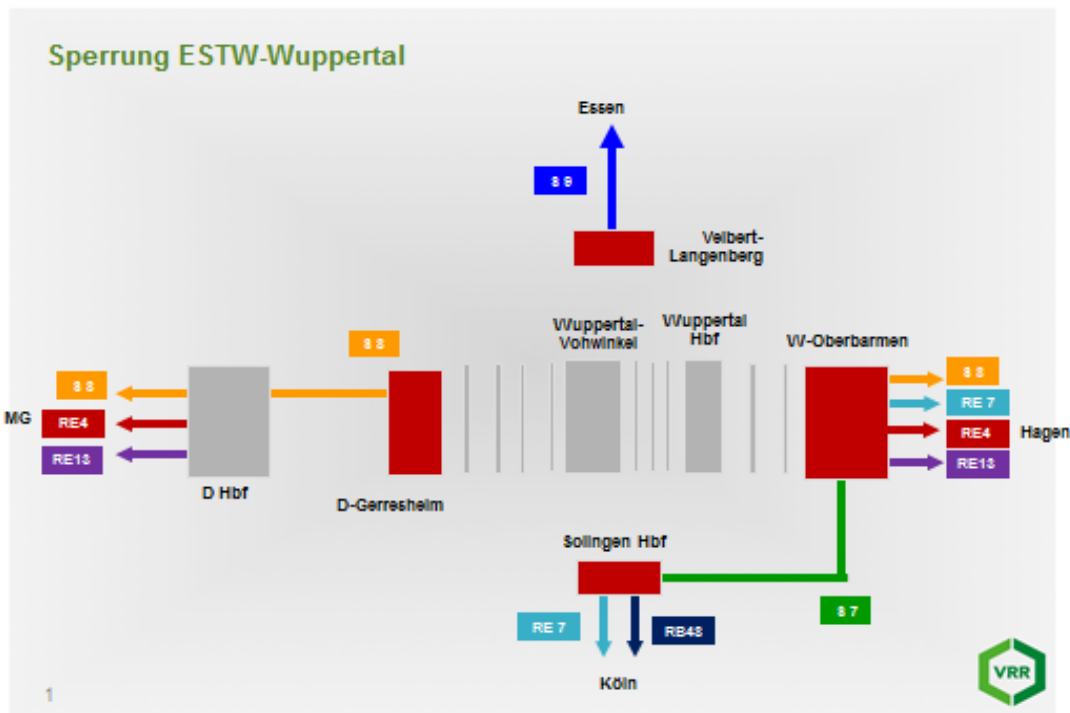 Sperrung ESTW-Wuppertal
Essen
S 9
Velbert-
Langenberg
Wuppertal-
Vohwinkel
Wuppertal
Hbf
W-Oberbarmen
S 8
S 8
S 8
RE 7
MG
RE4
RE4
Hagen
RE13
RE13
D Hbf
D-Gerresheim
Solingen Hbf
S 7
RE 7
RB48
Köln
VRR
1